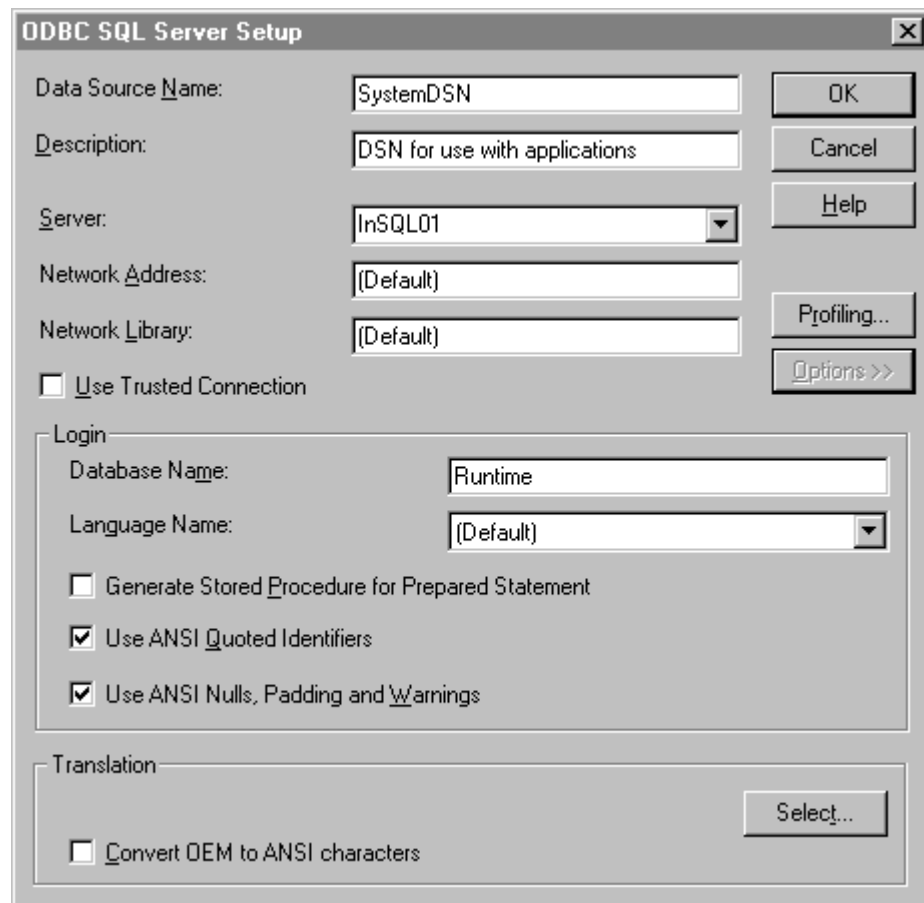 ODBC SQL Server Setup
Data Source Name: SystemDSN OK
Description: DSN for use with applications Cancel
Help
Server: InSQL01
Network Address: (Default)
Profiling...
Network Library: (Default)
Options >>
Use Trusted Connection
Login
Database Name: Runtime
Language Name: (Default)
Generate Stored Procedure for Prepared Statement
Use ANSI Quoted Identifiers
Use ANSI Nulls, Padding and Warnings
Translation
Select...
Convert OEM to ANSI characters